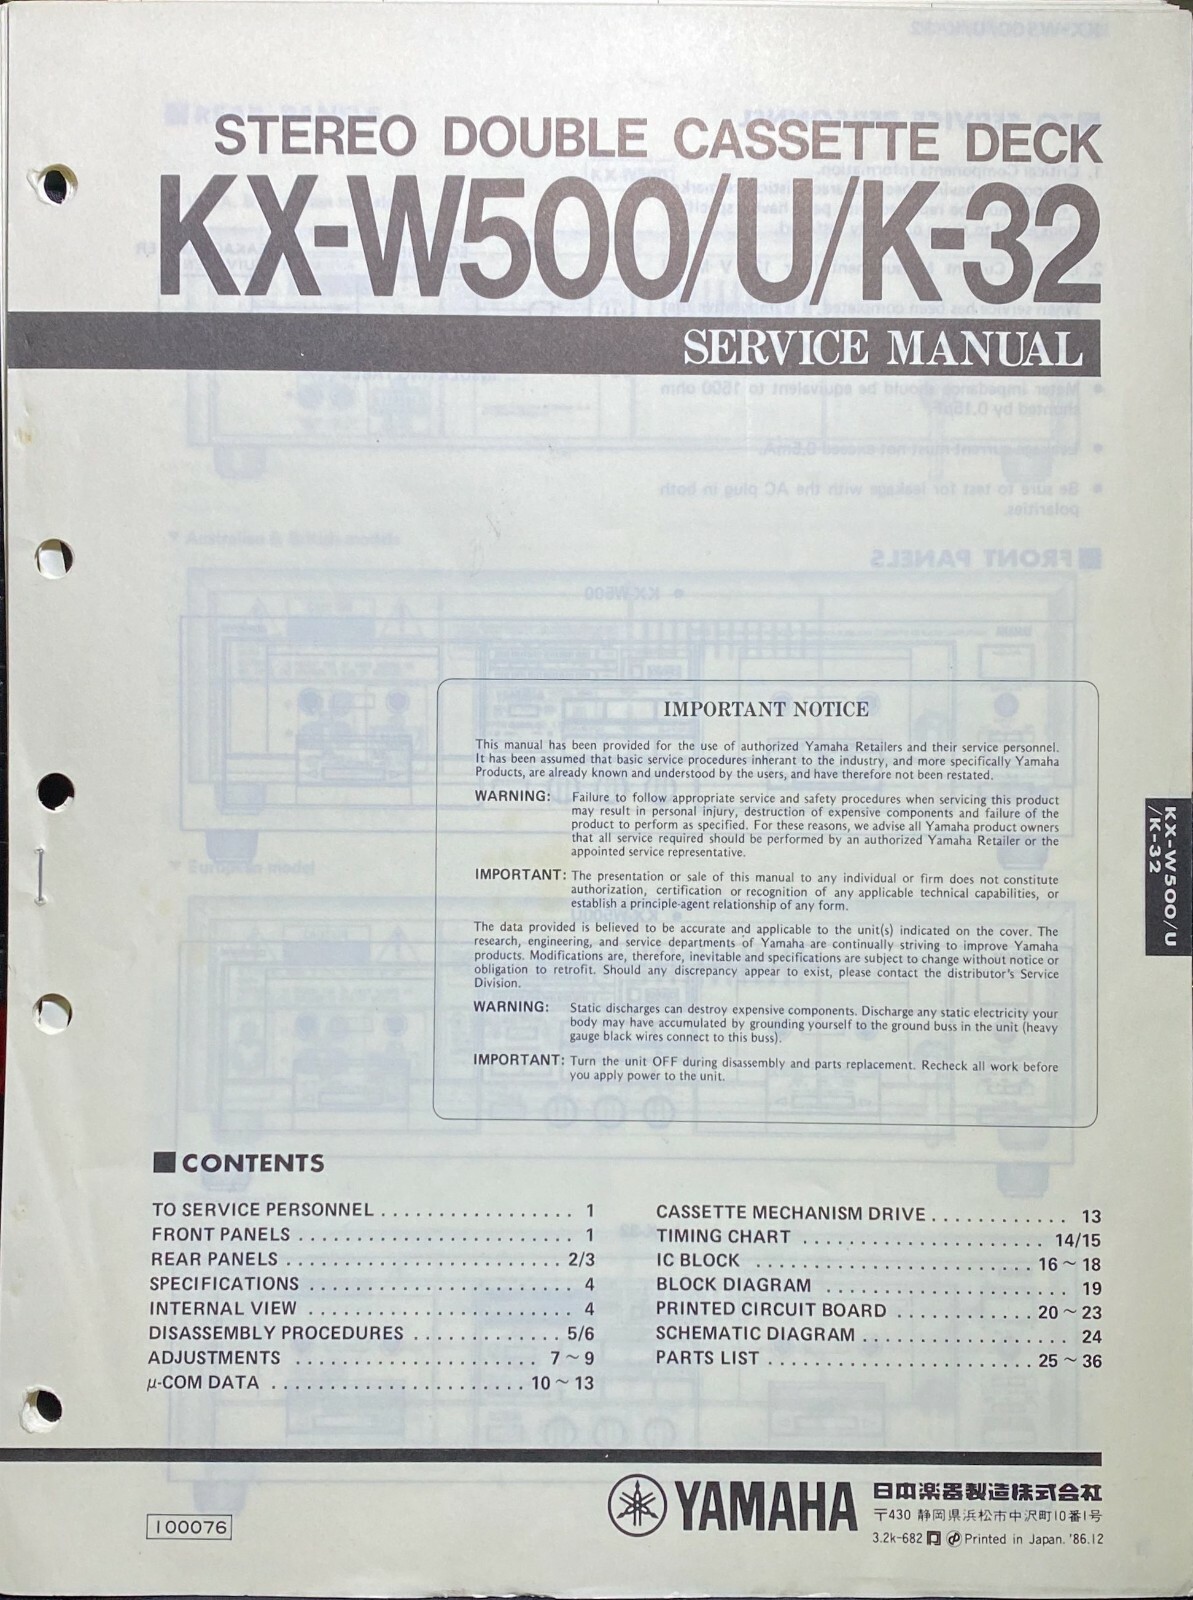 STEREO DOUBLE CASSETTE DECK
KX-W500/U/K-32
SERVICE MANUAL
IMPORTANT NOTICE
This manual has been provided for the use of authorized Yamaha Retailers and their service personnel.
It has been assumed that basic service procedures inherant to the industry, and more specifically Yamaha
Products, are already known and understood by the users, and have therefore not been restated.
WARNING: Failure to follow appropriate service and safety procedures when servicing this product
may result in personal injury, destruction of expensive components and failure of the
product to perform as specified. For these reasons, we advise all Yamaha product owners
that all service required should be performed by an authorized Yamaha Retailer or the
appointed service representative.
IMPORTANT: The presentation or sale of this manual to any individual or firm does not constitute
authorization, certification or recognition of any applicable technical capabilities, or
establish a principle-agent relationship of any form.
The data provided is believed to be accurate and applicable to the unit(s) indicated on the cover. The
research, engineering, and service departments of Yamaha are continually striving to improve Yamaha
products. Modifications are, therefore, inevitable and specifications are subject to change without notice or
obligation to retrofit. Should any discrepancy appear to exist, please contact the distributor's Service
Division.
WARNING: Static discharges can destroy expensive components. Discharge any static electricity your
body may have accumulated by grounding yourself to the ground buss in the unit (heavy
gauge black wires connect to this buss).
IMPORTANT: Turn the unit OFF during disassembly and parts replacement. Recheck all work before
you apply power to the unit.
KX-W500/U
/K-32
■ CONTENTS
TO SERVICE PERSONNEL . . . . . . . . . . . . . . . . . 1
FRONT PANELS . . . . . . . . . . . . . . . . . . . . . . . . 1
REAR PANELS . . . . . . . . . . . . . . . . . . . . . . . . 2/3
SPECIFICATIONS . . . . . . . . . . . . . . . . . . . . . . . 4
INTERNAL VIEW . . . . . . . . . . . . . . . . . . . . . . . 4
DISASSEMBLY PROCEDURES . . . . . . . . . . . . . 5/6
ADJUSTMENTS . . . . . . . . . . . . . . . . . . . . . . 7 ~ 9
μ-COM DATA . . . . . . . . . . . . . . . . . . . . . . 10 ~ 13
CASSETTE MECHANISM DRIVE . . . . . . . . . . . . 13
TIMING CHART . . . . . . . . . . . . . . . . . . . . . . 14/15
IC BLOCK . . . . . . . . . . . . . . . . . . . . . . . . . 16 ~ 18
BLOCK DIAGRAM . . . . . . . . . . . . . . . . . . . . . . 19
PRINTED CIRCUIT BOARD . . . . . . . . . . . . 20 ~ 23
SCHEMATIC DIAGRAM . . . . . . . . . . . . . . . . . . 24
PARTS LIST . . . . . . . . . . . . . . . . . . . . . . . . 25 ~ 36
100076
YAMAHA
日本楽器製造株式会社
〒430 静岡県浜松市中沢町10番1号
3.2k-682 Printed in Japan. '86.12